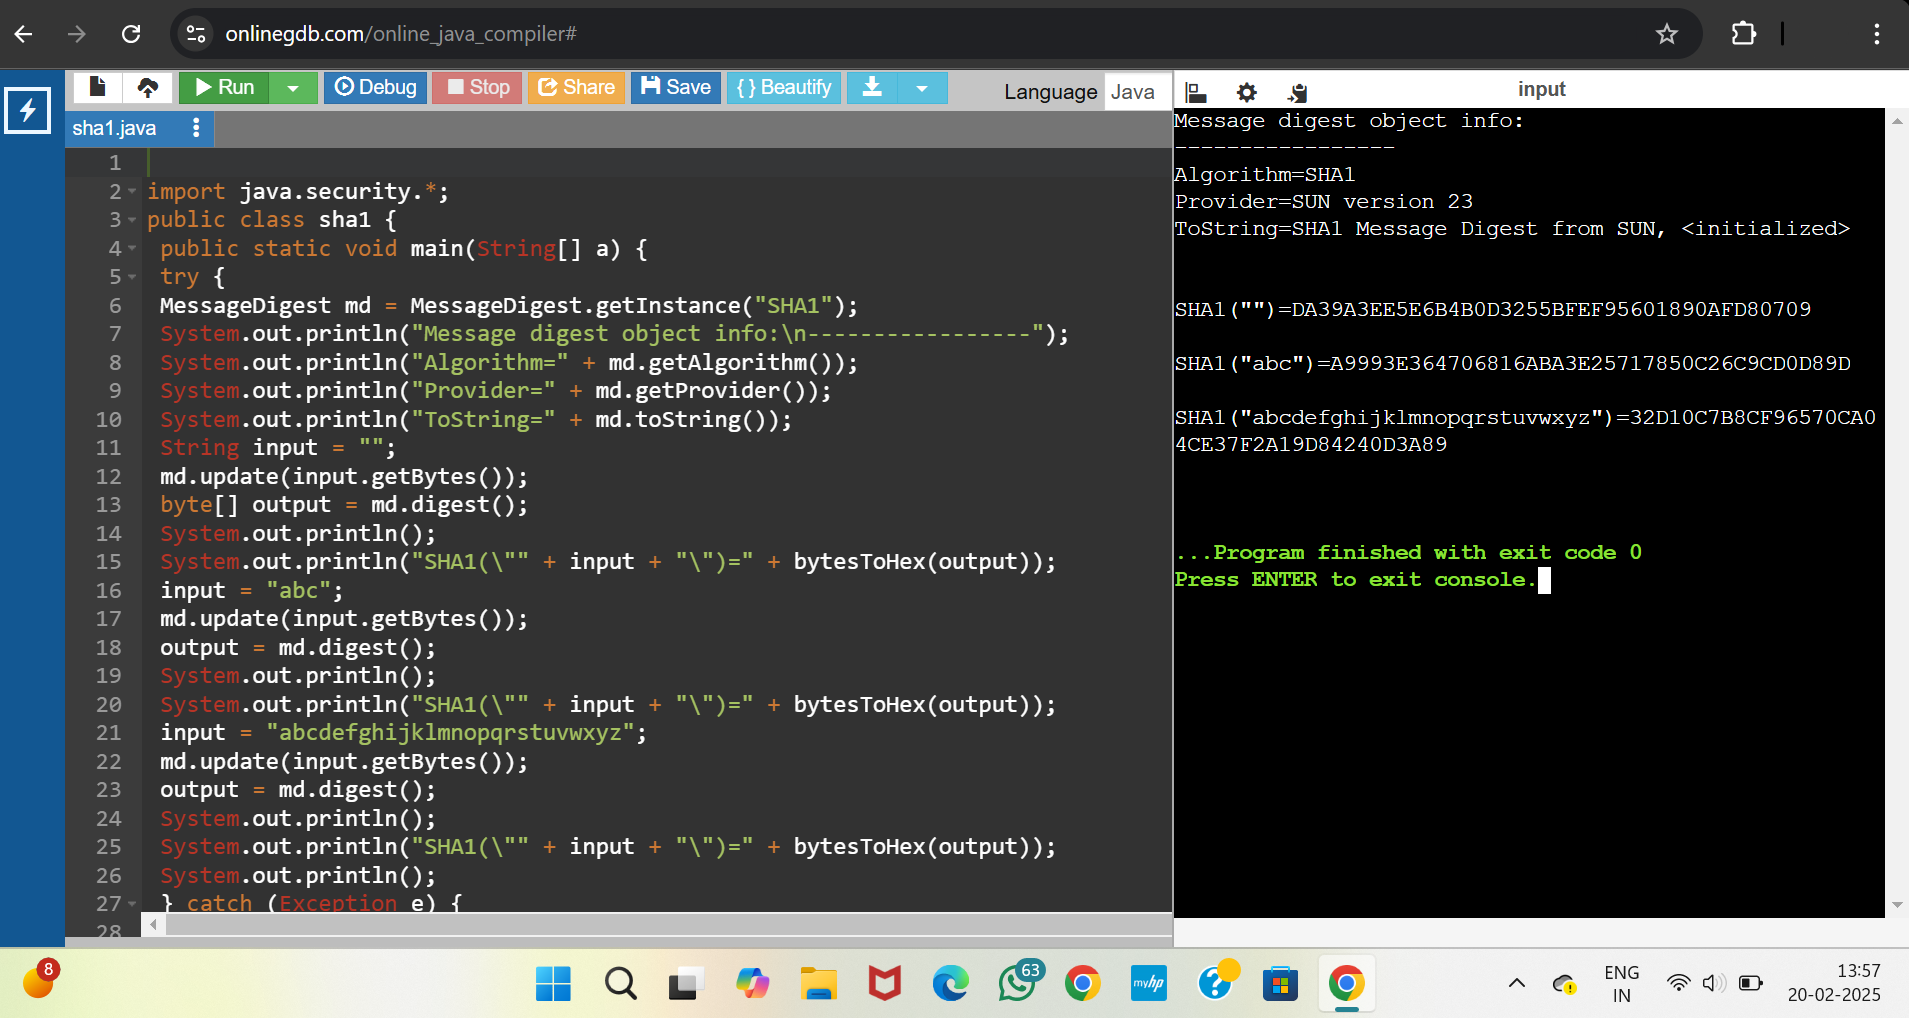 onlinegdb.com/online_java_compiler#
Run
Debug
Stop
Share
Save
{ } Beautify
Language Java
input
sha1.java
1
2 import java.security.*;
3 public class sha1 {
4 public static void main(String[] a) {
5 try {
6 MessageDigest md = MessageDigest.getInstance("SHA1");
7 System.out.println("Message digest object info:\n-----------------");
8 System.out.println("Algorithm=" + md.getAlgorithm());
9 System.out.println("Provider=" + md.getProvider());
10 System.out.println("ToString=" + md.toString());
11 String input = "";
12 md.update(input.getBytes());
13 byte[] output = md.digest();
14 System.out.println();
15 System.out.println("SHA1(\"" + input + "\")=" + bytesToHex(output));
16 input = "abc";
17 md.update(input.getBytes());
18 output = md.digest();
19 System.out.println();
20 System.out.println("SHA1(\"" + input + "\")=" + bytesToHex(output));
21 input = "abcdefghijklmnopqrstuvwxyz";
22 md.update(input.getBytes());
23 output = md.digest();
24 System.out.println();
25 System.out.println("SHA1(\"" + input + "\")=" + bytesToHex(output));
26 System.out.println();
27 } catch (Exception e) {
28
Message digest object info:
-----------------
Algorithm=SHA1
Provider=SUN version 23
ToString=SHA1 Message Digest from SUN, <initialized>
SHA1("")=DA39A3EE5E6B4B0D3255BFEF95601890AFD80709
SHA1("abc")=A9993E364706816ABA3E25717850C26C9CD0D89D
SHA1("abcdefghijklmnopqrstuvwxyz")=32D10C7B8CF96570CA0
4CE37F2A19D84240D3A89
...Program finished with exit code 0
Press ENTER to exit console.
8
63
myhp
ENG
IN
13:57
20-02-2025